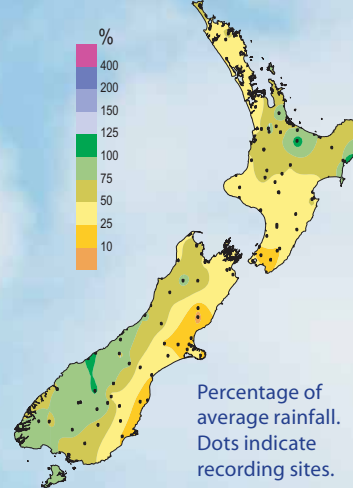 %
400
200
150
125
100
75
50
25
10
Percentage of
average rainfall.
Dots indicate
recording sites.